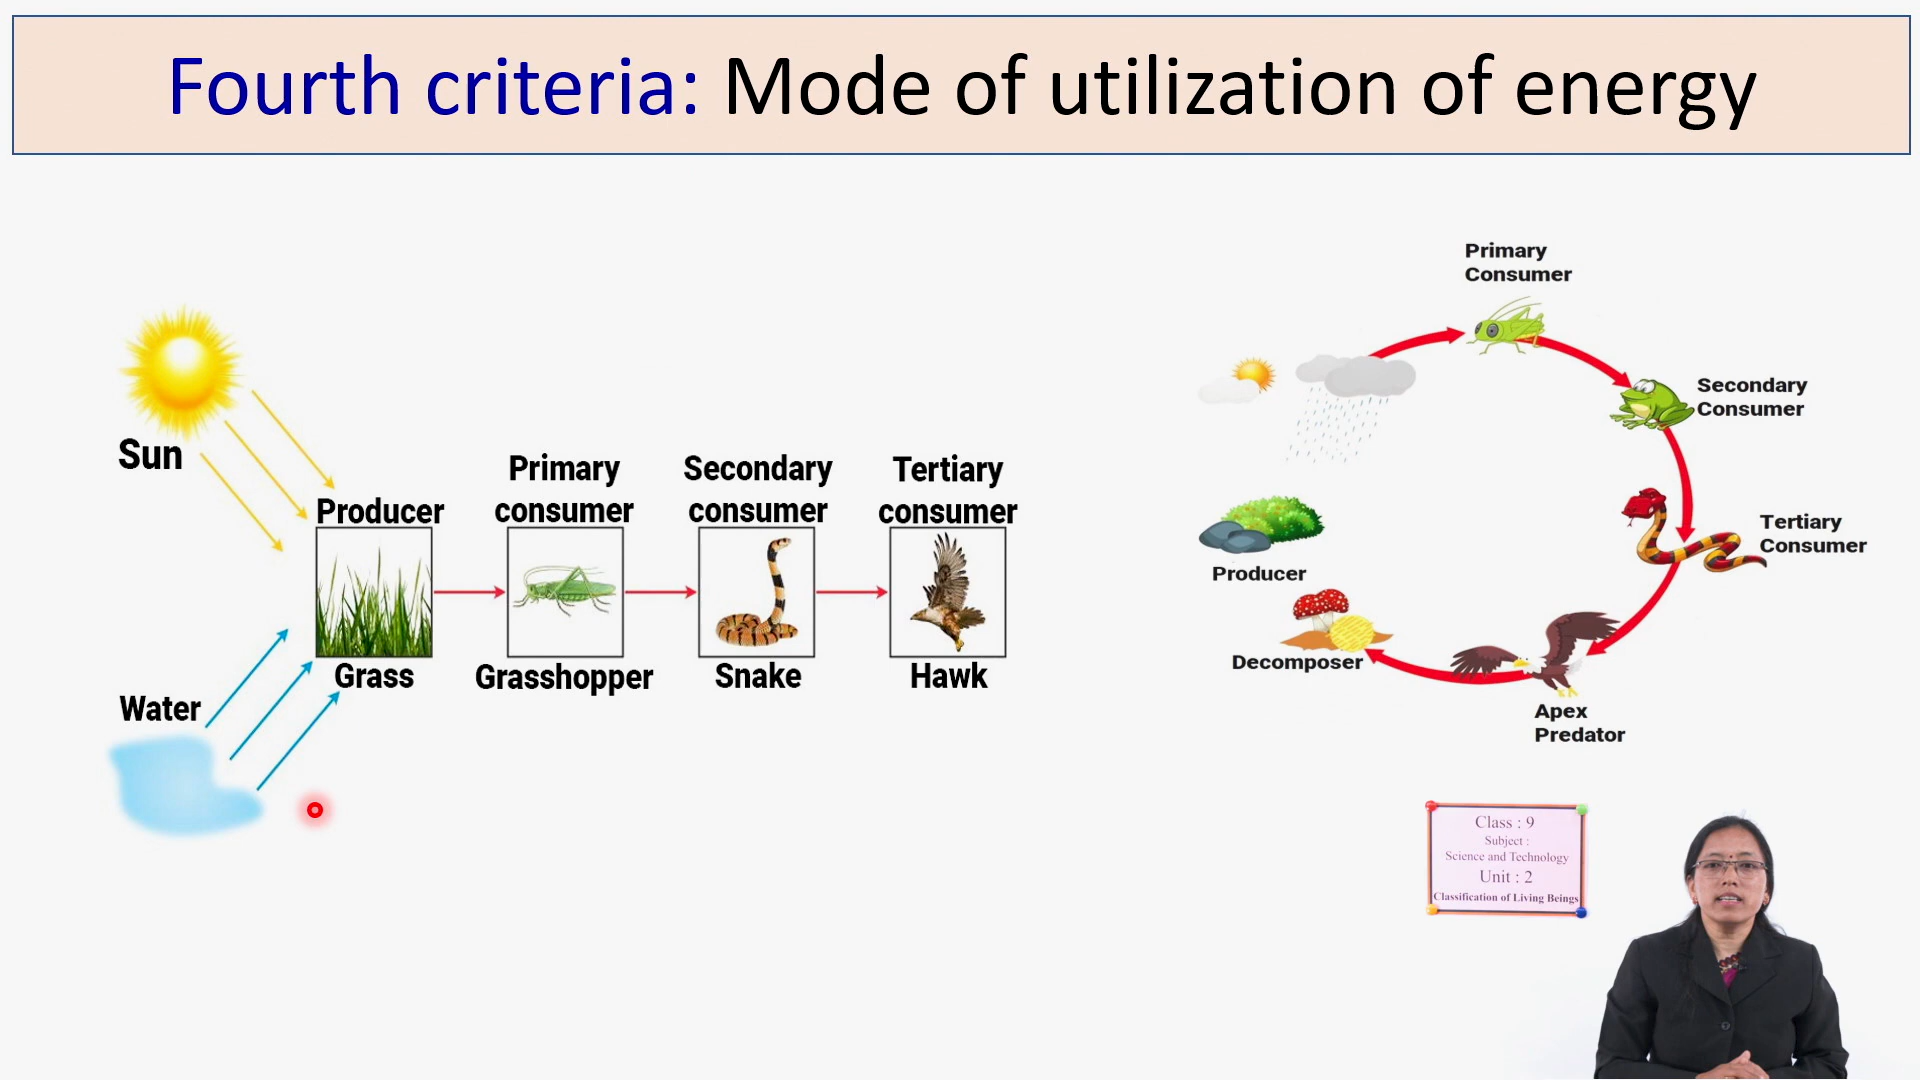 Fourth criteria: Mode of utilization of energy
Sun
Water
Producer
Grass
Primary
consumer
Grasshopper
Secondary
consumer
Snake
Tertiary
consumer
Hawk
Primary
Consumer
Secondary
Consumer
Tertiary
Consumer
Apex
Predator
Decomposer
Producer
Class : 9
Subject :
Science and Technology
Unit : 2
Classification of Living Beings